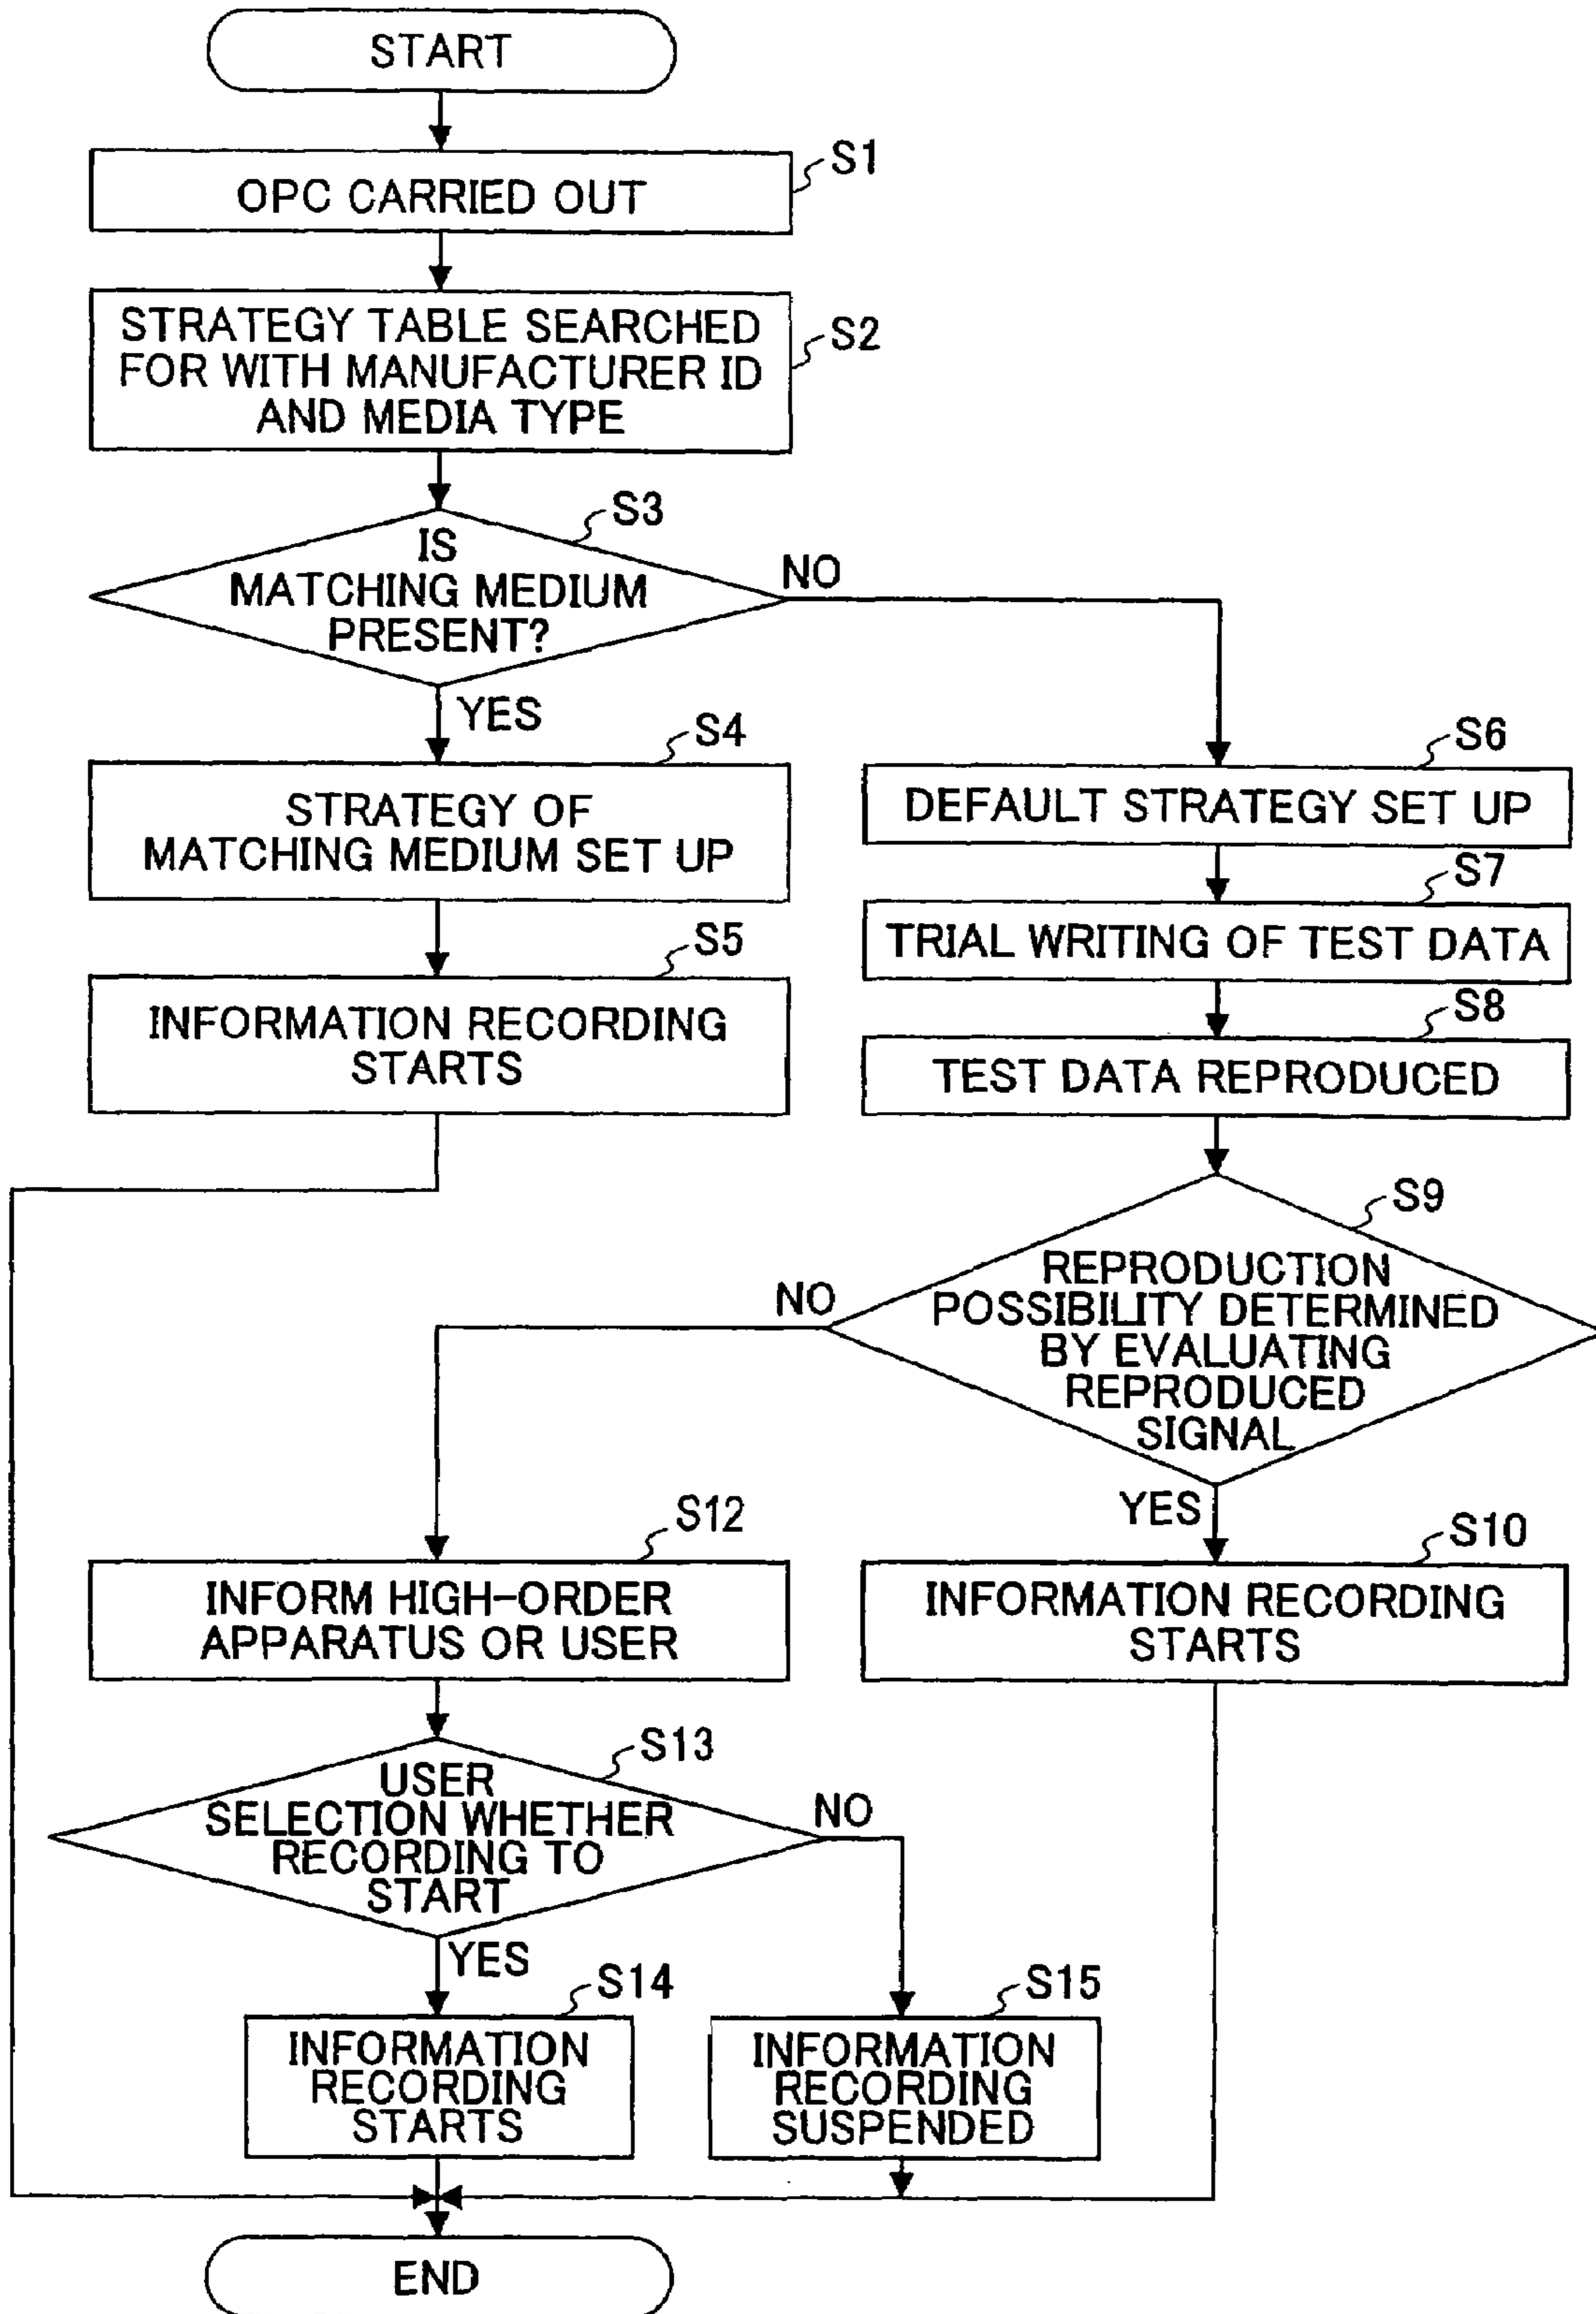 START
S1
OPC CARRIED OUT
S2
STRATEGY TABLE SEARCHED
FOR WITH MANUFACTURER ID
AND MEDIA TYPE
S3
IS
MATCHING MEDIUM
PRESENT?
NO
YES
S4
STRATEGY OF
MATCHING MEDIUM SET UP
S5
INFORMATION RECORDING
STARTS
S6
DEFAULT STRATEGY SET UP
S7
TRIAL WRITING OF TEST DATA
S8
TEST DATA REPRODUCED
S9
REPRODUCTION
POSSIBILITY DETERMINED
BY EVALUATING
REPRODUCED
SIGNAL
NO
YES
S10
INFORMATION RECORDING
STARTS
S12
INFORM HIGH-ORDER
APPARATUS OR USER
S13
USER
SELECTION WHETHER
RECORDING TO
START
NO
YES
S14
INFORMATION
RECORDING
STARTS
S15
INFORMATION
RECORDING
SUSPENDED
END